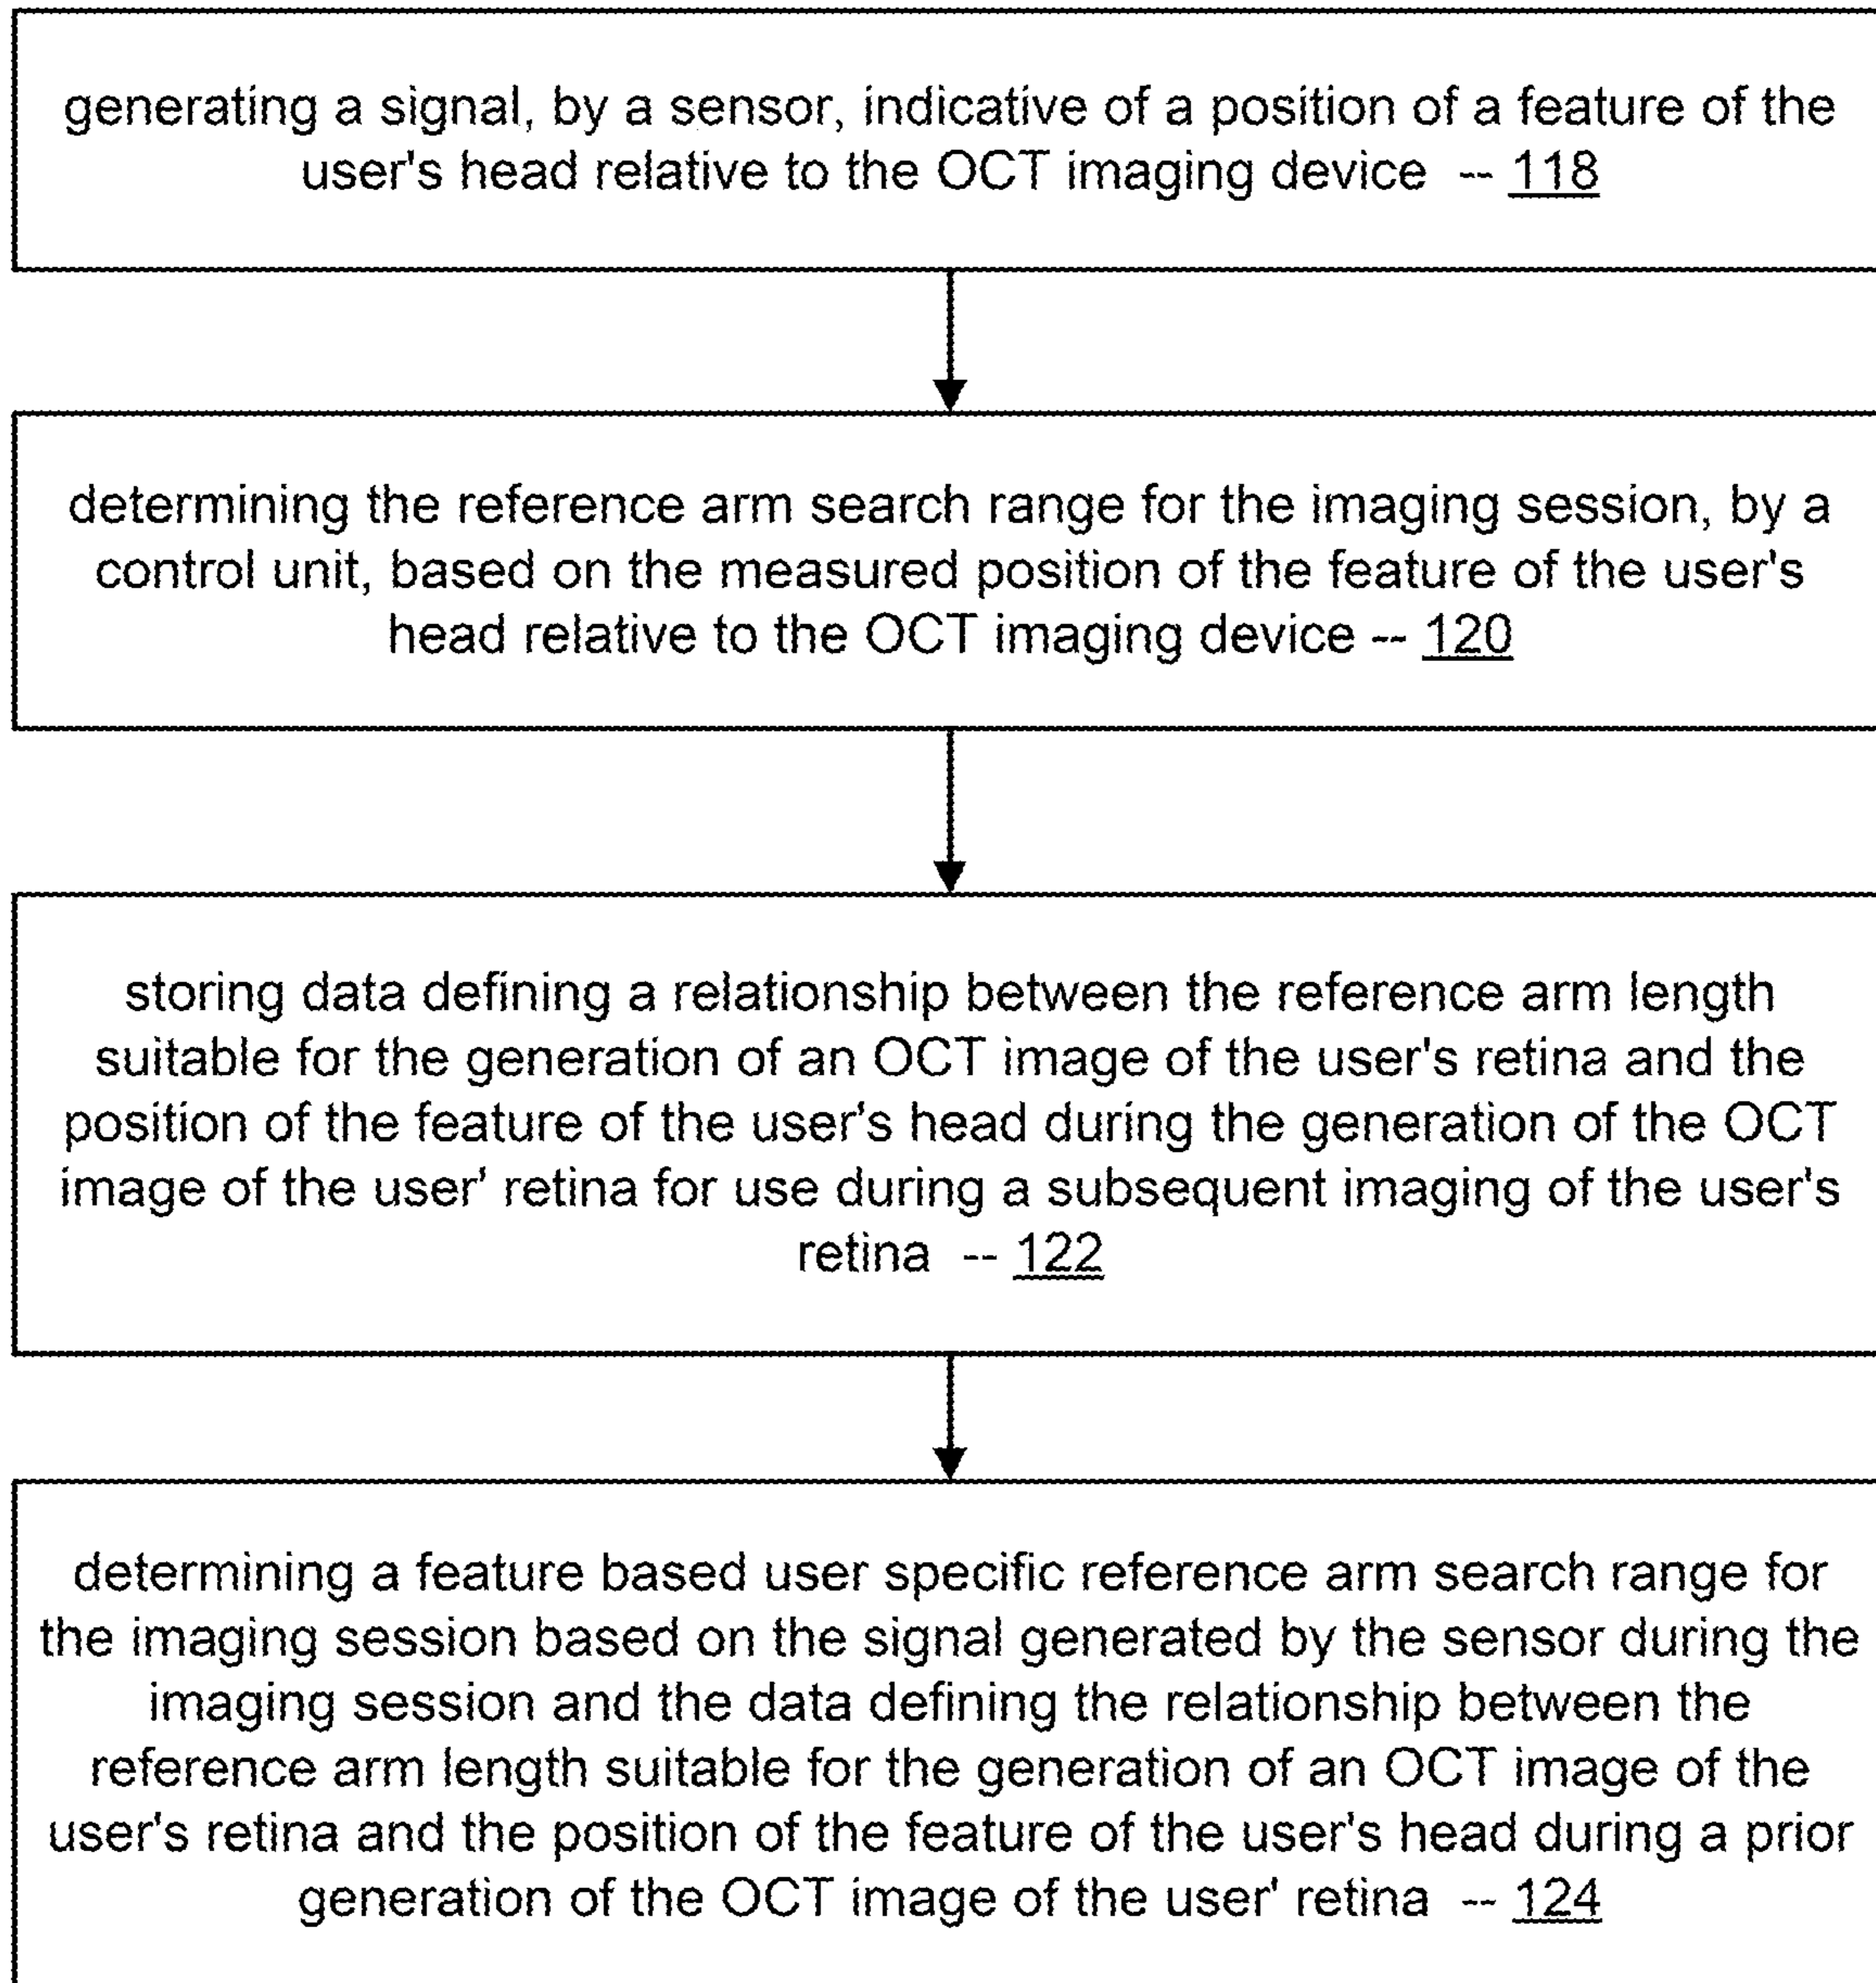 generating a signal, by a sensor, indicative of a position of a feature of the
user's head relative to the OCT imaging device -- 118
determining the reference arm search range for the imaging session, by a
control unit, based on the measured position of the feature of the user's
head relative to the OCT imaging device -- 120
storing data defining a relationship between the reference arm length
suitable for the generation of an OCT image of the user's retina and the
position of the feature of the user's head during the generation of the OCT
image of the user' retina for use during a subsequent imaging of the user's
retina -- 122
determining a feature based user specific reference arm search range for
the imaging session based on the signal generated by the sensor during the
imaging session and the data defining the relationship between the
reference arm length suitable for the generation of an OCT image of the
user's retina and the position of the feature of the user's head during a prior
generation of the OCT image of the user' retina -- 124